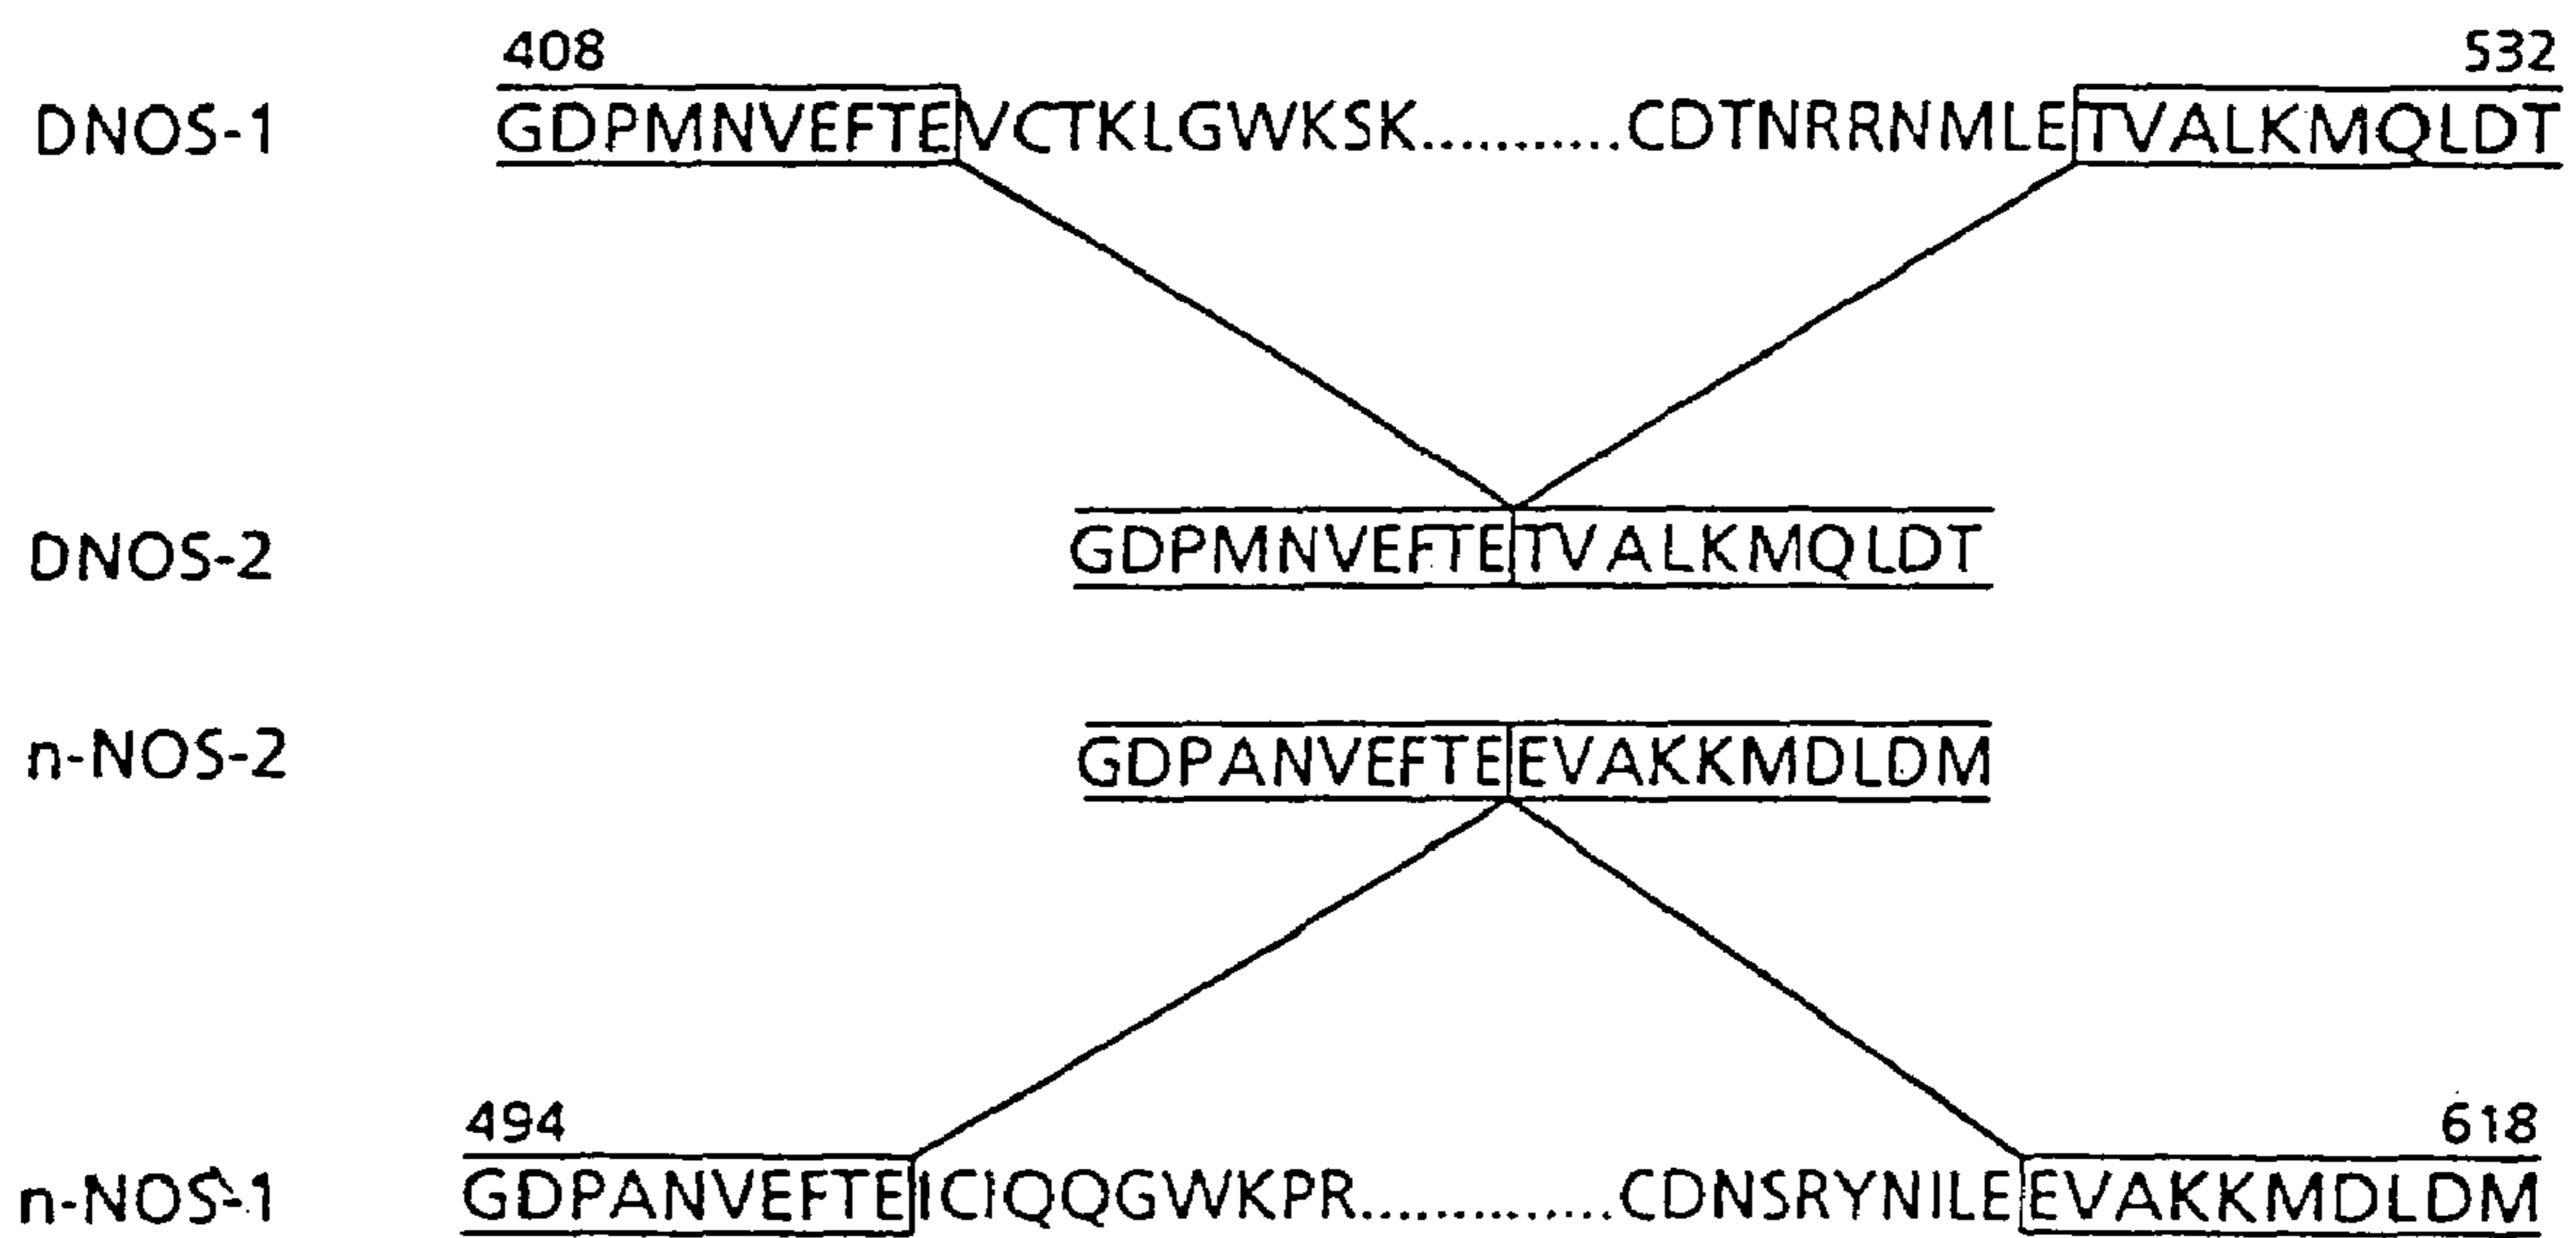 408 532
DNOS-1 GDPMNVEFTEVCTKLGWKSK...........CDTNRRNMLETVALKMQLDT
DNOS-2 GDPMNVEFTETVALKMQLDT
n-NOS-2 GDPANVEFTEEVAKKMDLDM
494 618
n-NOS-1 GDPANVEFTEICIQQGWKPR..............CDNSRYNILEEVAKKMDLDM